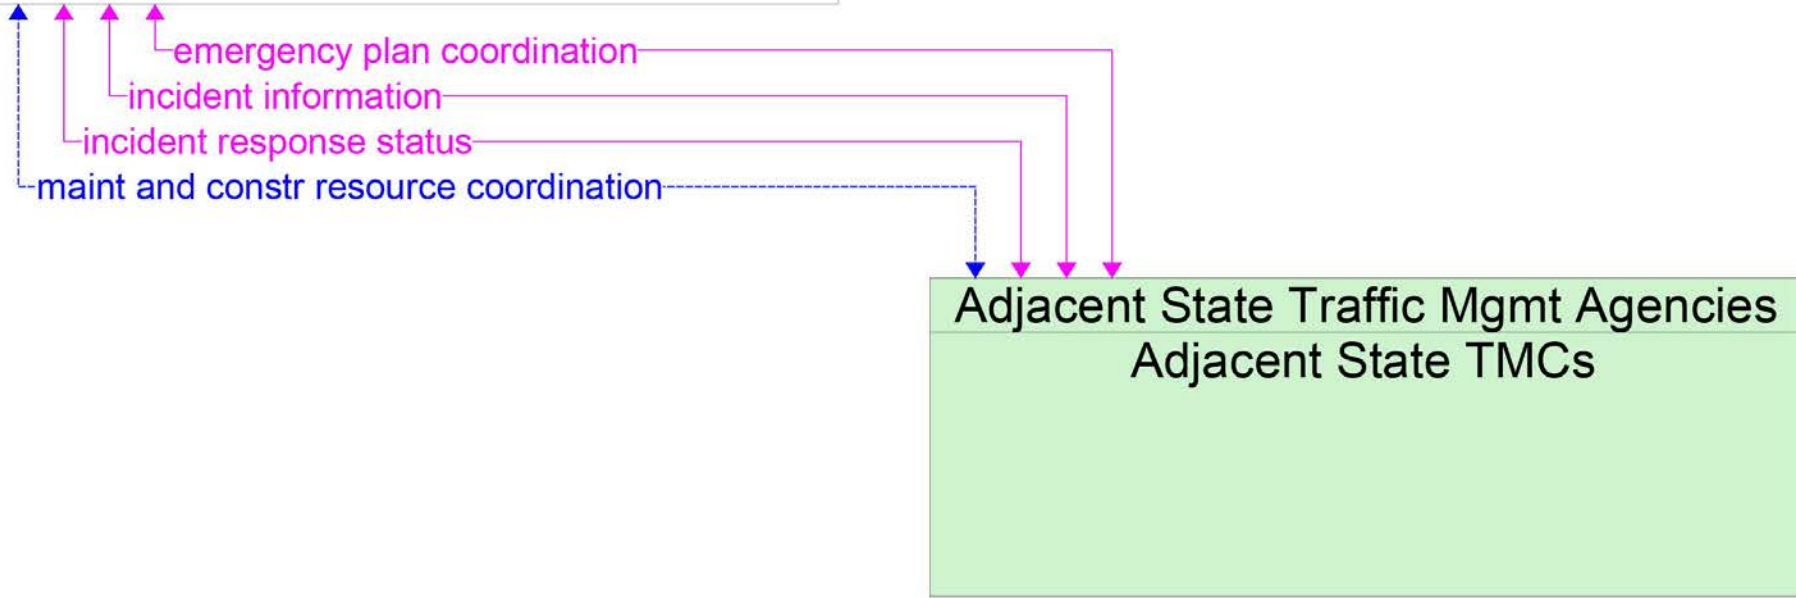 emergency plan coordination
incident information
incident response status
maint and constr resource coordination
Adjacent State Traffic Mgmt Agencies
Adjacent State TMCs